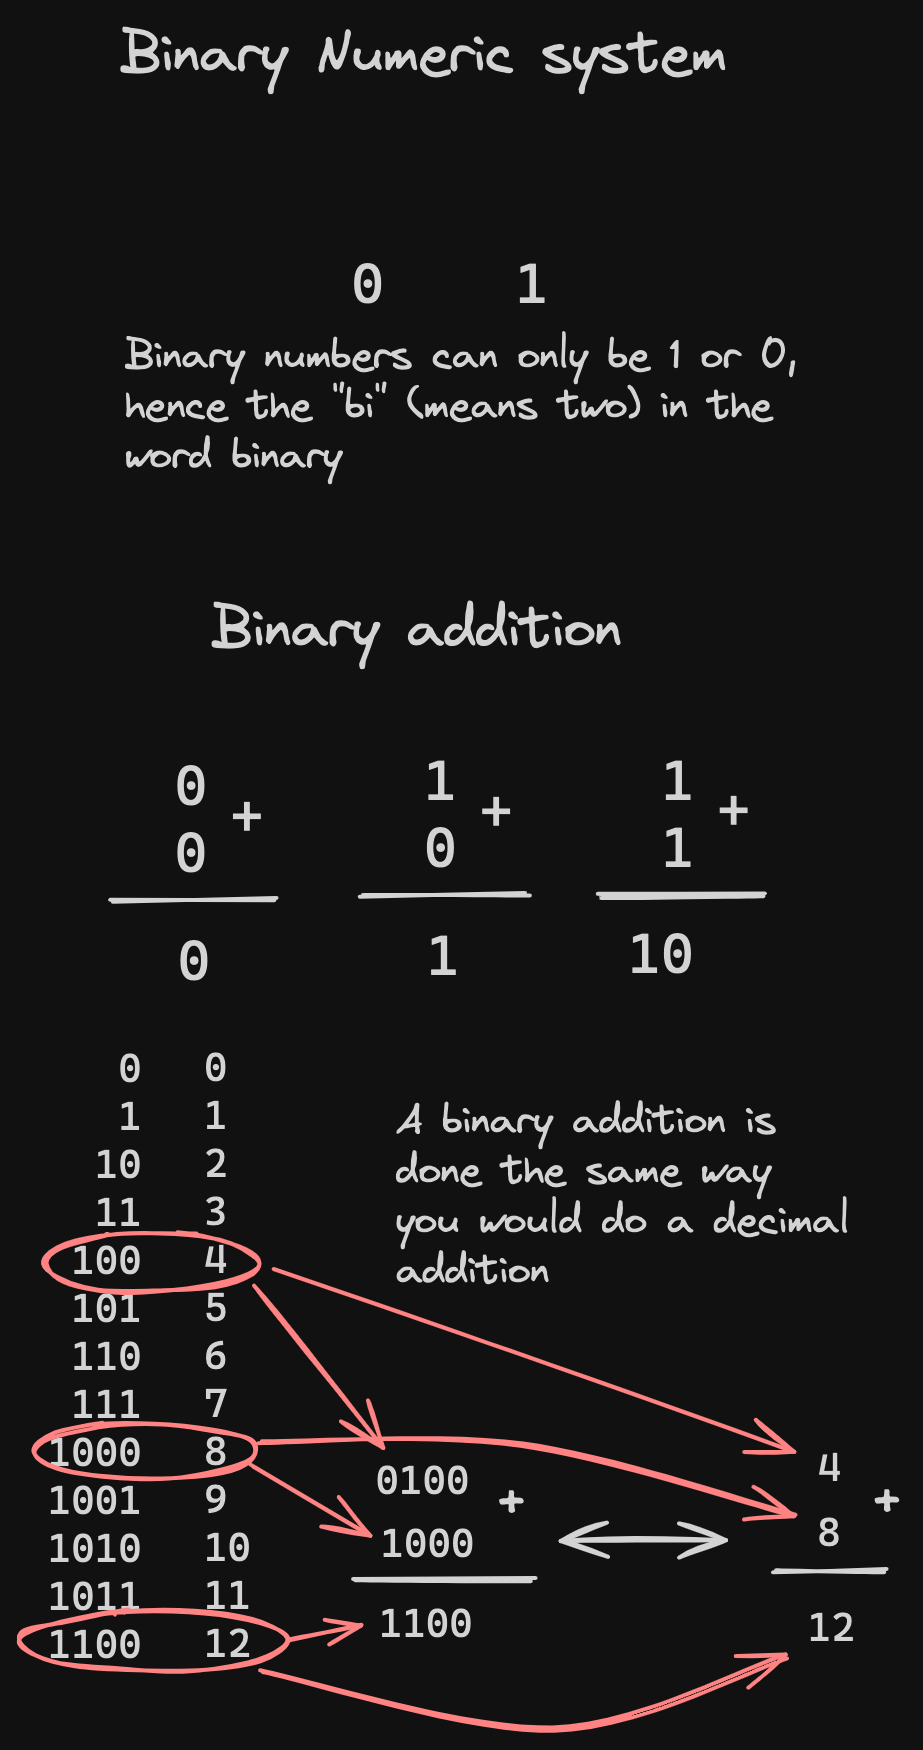 Binary Numeric system
0 1
Binary numbers can only be 1 or 0,
hence the "bi" (means two) in the
word binary
Binary addition
0 + 1 + 1 +
0 0 1
0 1 10
0 0
1 1
10 2
11 3
100 4
101 5
110 6
111 7
1000 8
1001 9
1010 10
1011 11
1100 12
A binary addition is
done the same way
you would do a decimal
addition
0100 +
1000
1100
4 +
8
12